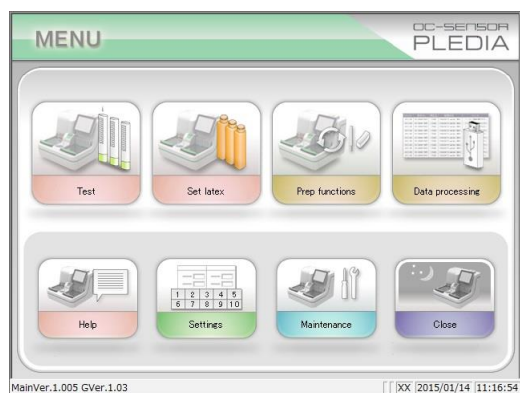 MENU
OC-SENSOR
PLEDIA
Test
Set latex
Prep functions
Data processing
1 2 3 4 5
6 7 8 9 10
Help
Settings
Maintenance
Close
MainVer.1.005 GVer.1.03
XX 2015/01/14 11:16:54